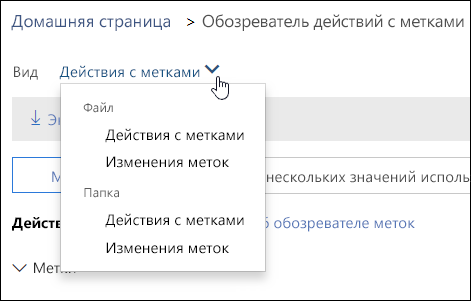 Домашняя страница > Обозреватель действий с метками
Вид Действия с метками
Файл
Действия с метками
Изменения меток
Папка
Действия с метками
Изменения меток
нескольких значений исполь
обозревателе меток